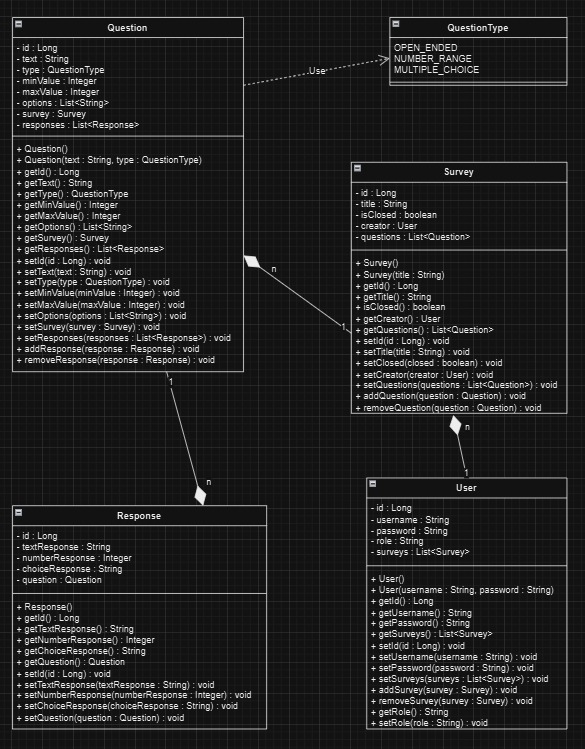 Question
- id : Long
- text : String
- type : QuestionType
- minValue : Integer
- maxValue : Integer
- options : List<String>
- survey : Survey
- responses : List<Response>
+ Question()
+ Question(text : String, type : QuestionType)
+ getId() : Long
+ getText() : String
+ getType() : QuestionType
+ getMinValue() : Integer
+ getMaxValue() : Integer
+ getOptions() : List<String>
+ getSurvey() : Survey
+ getResponses() : List<Response>
+ setId(id : Long) : void
+ setText(text : String) : void
+ setType(type : QuestionType) : void
+ setMinValue(minValue : Integer) : void
+ setMaxValue(maxValue : Integer) : void
+ setOptions(options : List<String>) : void
+ setSurvey(survey : Survey) : void
+ setResponses(responses : List<Response>) : void
+ addResponse(response : Response) : void
+ removeResponse(response : Response) : void
Use
QuestionType
OPEN_ENDED
NUMBER_RANGE
MULTIPLE_CHOICE
n
1
Survey
- id : Long
- title : String
- isClosed : boolean
- creator : User
- questions : List<Question>
+ Survey()
+ Survey(title : String)
+ getId() : Long
+ getTitle() : String
+ isClosed() : boolean
+ getCreator() : User
+ getQuestions() : List<Question>
+ setId(id : Long) : void
+ setTitle(title : String) : void
+ setClosed(closed : boolean) : void
+ setCreator(creator : User) : void
+ setQuestions(questions : List<Question>) : void
+ addQuestion(question : Question) : void
+ removeQuestion(question : Question) : void
1
n
n
1
Response
- id : Long
- textResponse : String
- numberResponse : Integer
- choiceResponse : String
- question : Question
+ Response()
+ getId() : Long
+ getTextResponse() : String
+ getNumberResponse() : Integer
+ getChoiceResponse() : String
+ getQuestion() : Question
+ setId(id : Long) : void
+ setTextResponse(textResponse : String) : void
+ setNumberResponse(numberResponse : Integer) : void
+ setChoiceResponse(choiceResponse : String) : void
+ setQuestion(question : Question) : void
User
- id : Long
- username : String
- password : String
- role : String
- surveys : List<Survey>
+ User()
+ User(username : String, password : String)
+ getId() : Long
+ getUsername() : String
+ getPassword() : String
+ getSurveys() : List<Survey>
+ setId(id : Long) : void
+ setUsername(username : String) : void
+ setPassword(password : String) : void
+ setSurveys(surveys : List<Survey>) : void
+ addSurvey(survey : Survey) : void
+ removeSurvey(survey : Survey) : void
+ getRole() : String
+ setRole(role : String) : void